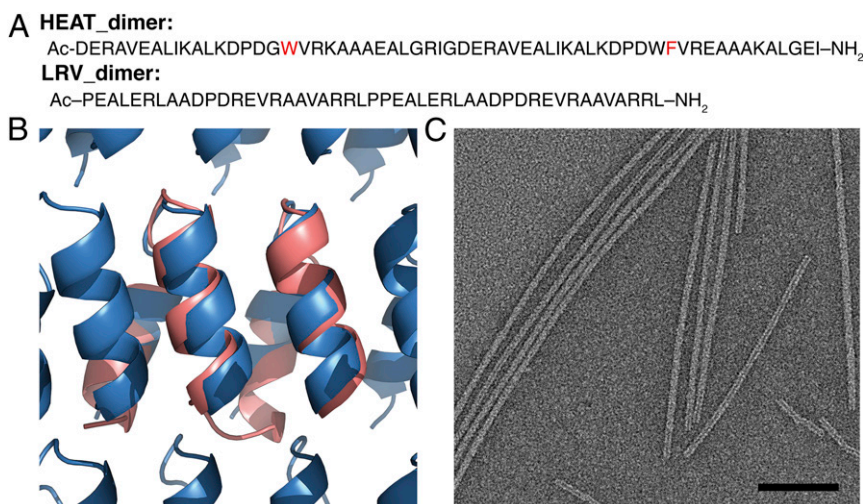 A HEAT_dimer:
Ac-DERAVEALIKALKDPDGWVRKAAAEALGRIGDERAVEALIKALKDPDWFVREAAAKALGEI–NH2
LRV_dimer:
Ac–PEALERLAADPDREVRAAVARRLPPEALERLAADPDREVRAAVARRL–NH2
B C